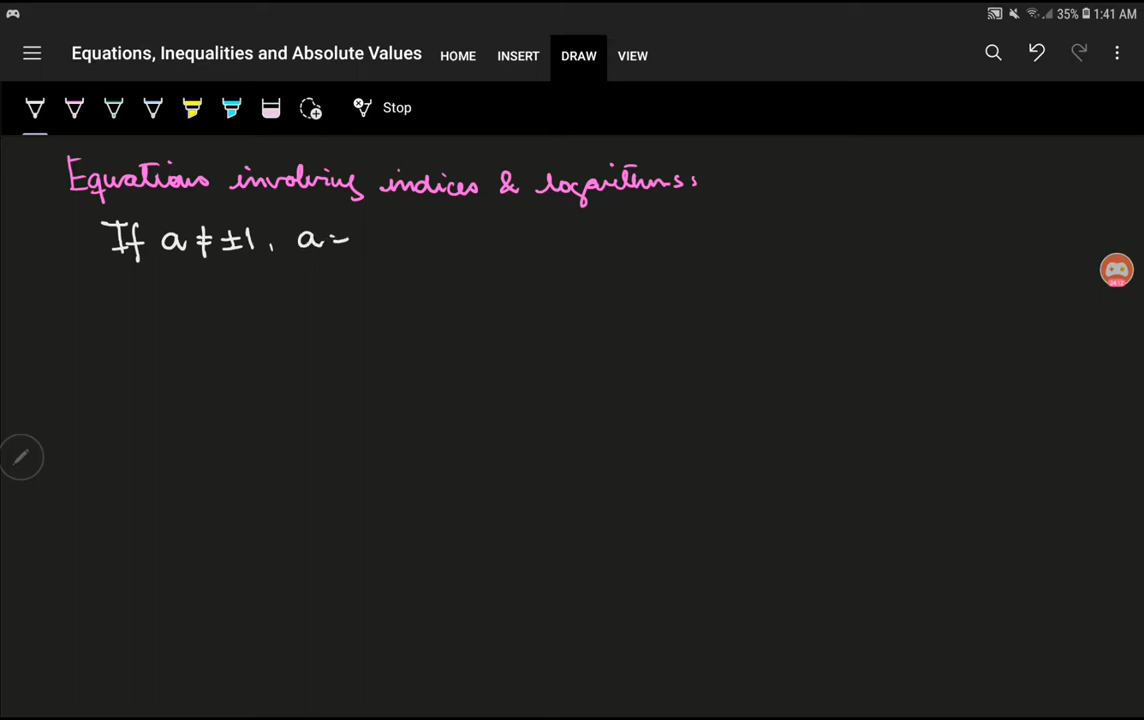 35% 1:41 AM
Equations, Inequalities and Absolute Values HOME INSERT DRAW VIEW
Stop
Equations involving indices & logaritms:
If a ≠ ±1, a=